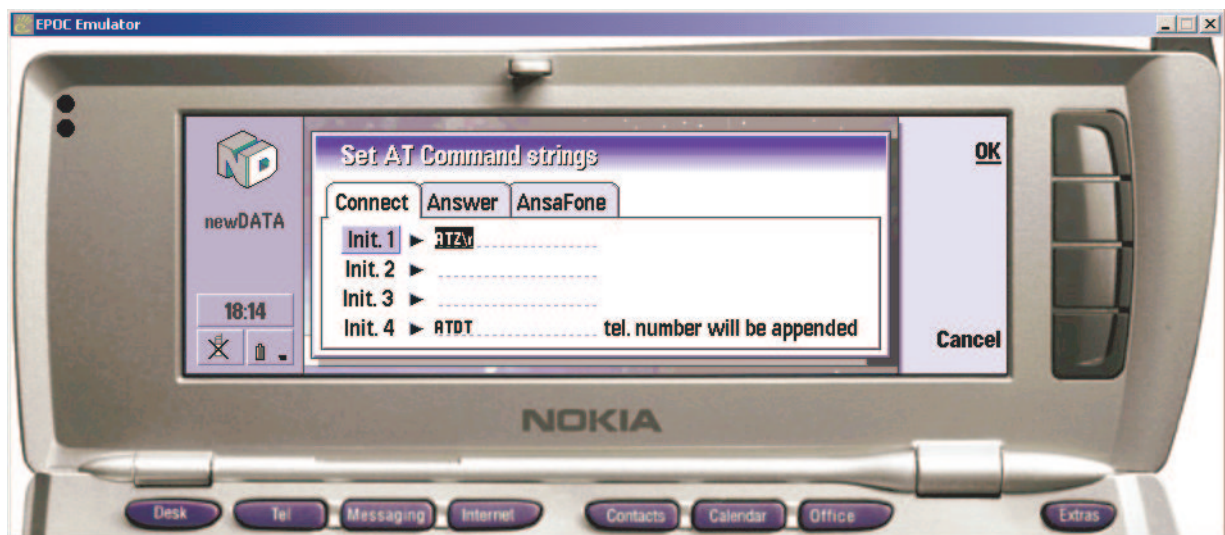 EPOC Emulator
Set AT Command strings
OK
ND
Connect Answer AnsaFone
newDATA
Init. 1 ATZ\r
Init. 2
Init. 3
18:14
Init. 4 ATDT tel. number will be appended
Cancel
NOKIA
Desk Tel Messaging Internet Contacts Calendar Office Extras